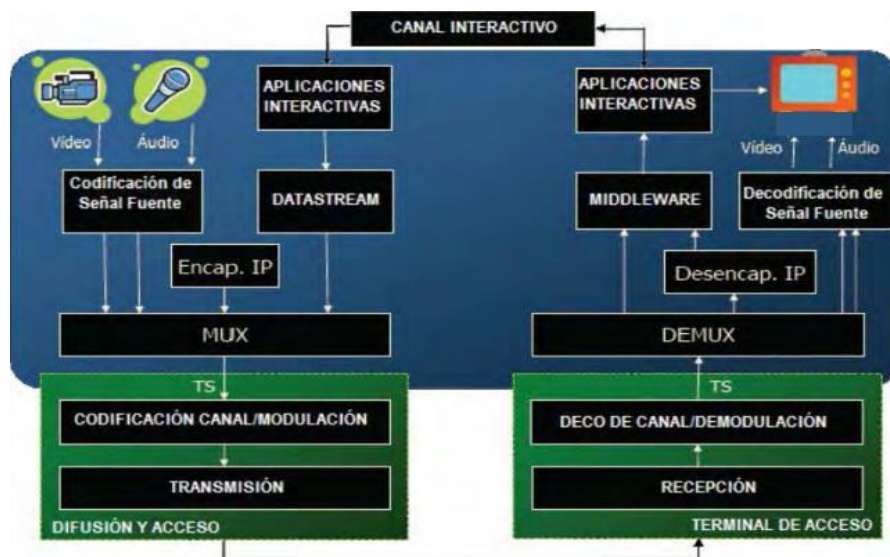 CANAL INTERACTIVO
Vídeo
Áudio
APLICACIONES
INTERACTIVAS
Codificación de
Señal Fuente
DATASTREAM
Encap. IP
MUX
TS
CODIFICACIÓN CANAL/MODULACIÓN
TRANSMISIÓN
DIFUSIÓN Y ACCESO
APLICACIONES
INTERACTIVAS
Vídeo
Áudio
MIDDLEWARE
Decodificación de
Señal Fuente
Desencap. IP
DEMUX
TS
DECO DE CANAL/DEMODULACIÓN
RECEPCIÓN
TERMINAL DE ACCESO